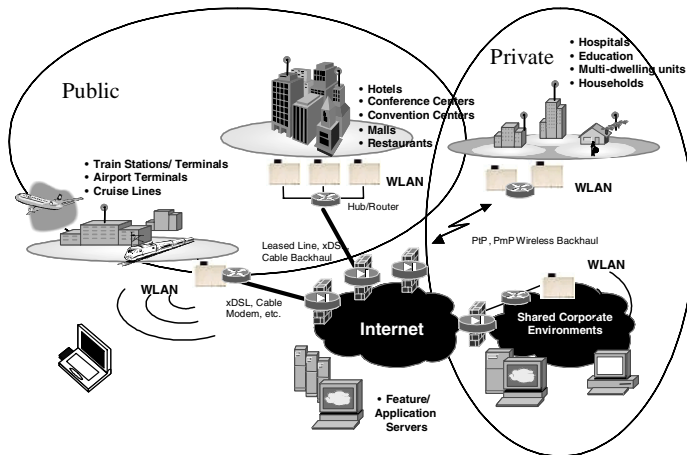 Public
Private
• Hospitals
• Education
• Multi-dwelling units
• Households
• Hotels
• Conference Centers
• Convention Centers
• Malls
• Restaurants
• Train Stations/ Terminals
• Airport Terminals
• Cruise Lines
WLAN
Hub/Router
WLAN
Leased Line, xDSL,
Cable Backhaul
PtP, PmP Wireless Backhaul
WLAN
WLAN
xDSL, Cable
Modem, etc.
Internet
Shared Corporate
Environments
• Feature/
Application
Servers